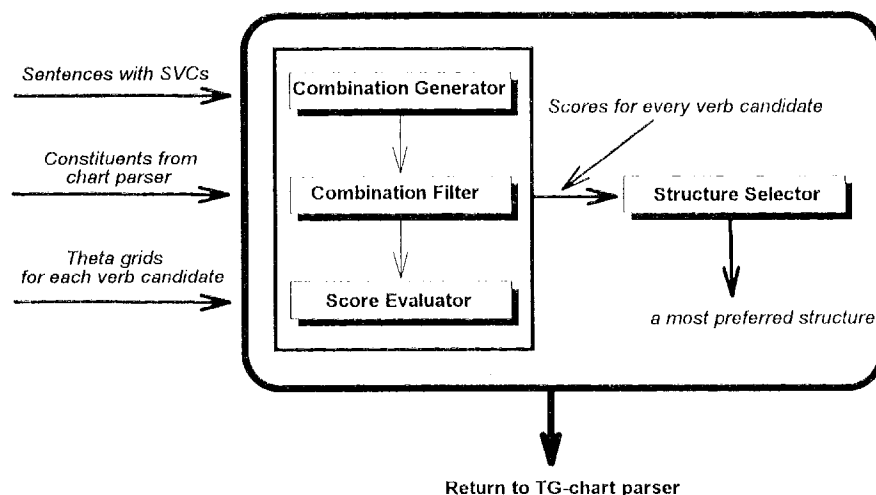 Sentences with SVCs
Constituents from
chart parser
Theta grids
for each verb candidate
Combination Generator
Combination Filter
Score Evaluator
Scores for every verb candidate
Structure Selector
a most preferred structure
Return to TG-chart parser